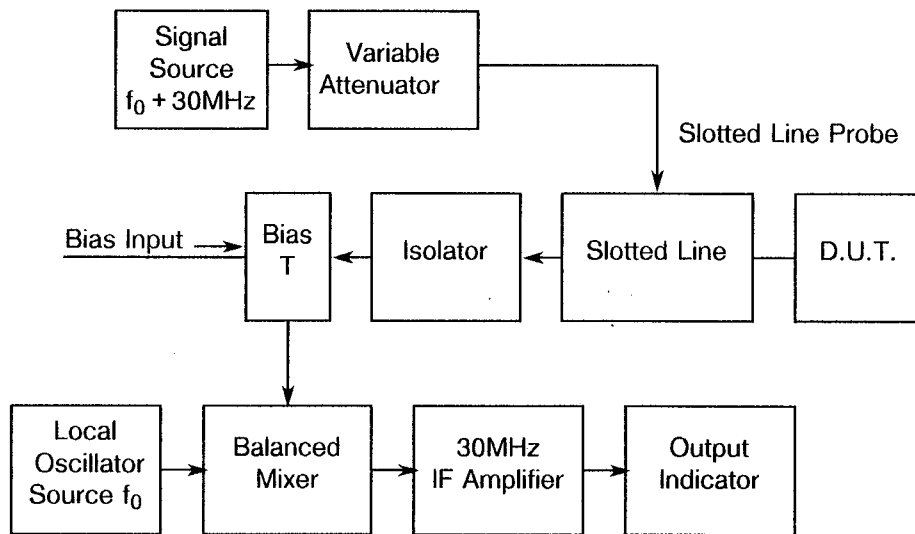 Signal
Source
f₀ + 30MHz
Variable
Attenuator
Slotted Line Probe
Bias Input
Bias
T
Isolator
Slotted Line
D.U.T.
Local
Oscillator
Source f₀
Balanced
Mixer
30MHz
IF Amplifier
Output
Indicator